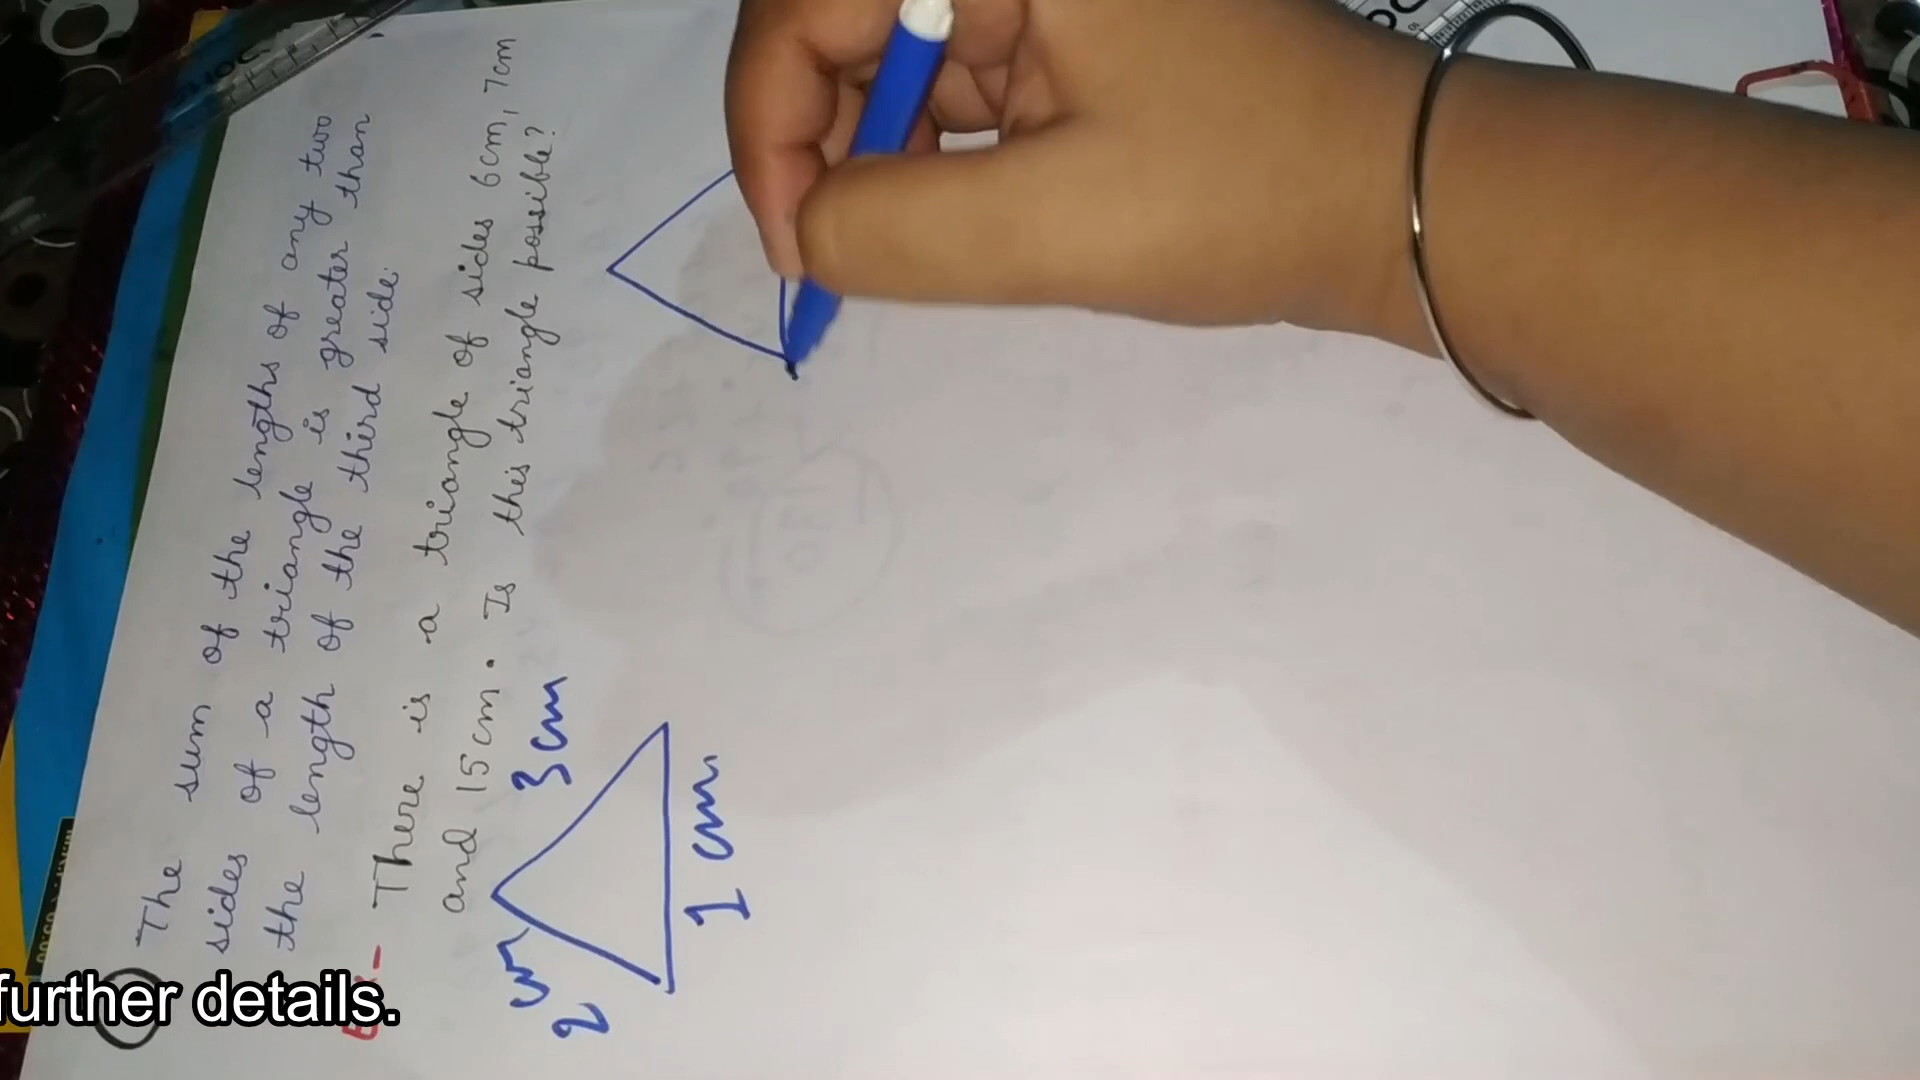 The sum of the lengths of any two
sides of a triangle is greater than
the length of the third side.
There is a triangle of sides 6cm, 7cm
and 15cm. Is this triangle possible?
3cm
2cm
1cm
further details.